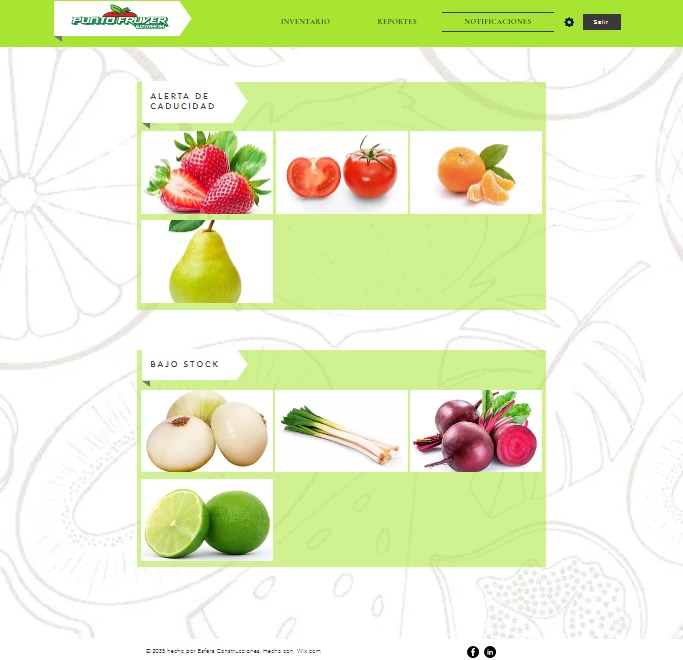 PUNTO FRUVER
INVENTARIO
REPORTES
NOTIFICACIONES
Salir
ALERTA DE
CADUCIDAD
BAJO STOCK
© 2035 hecho por Esfera Construcciones. Hecho con Wix.com